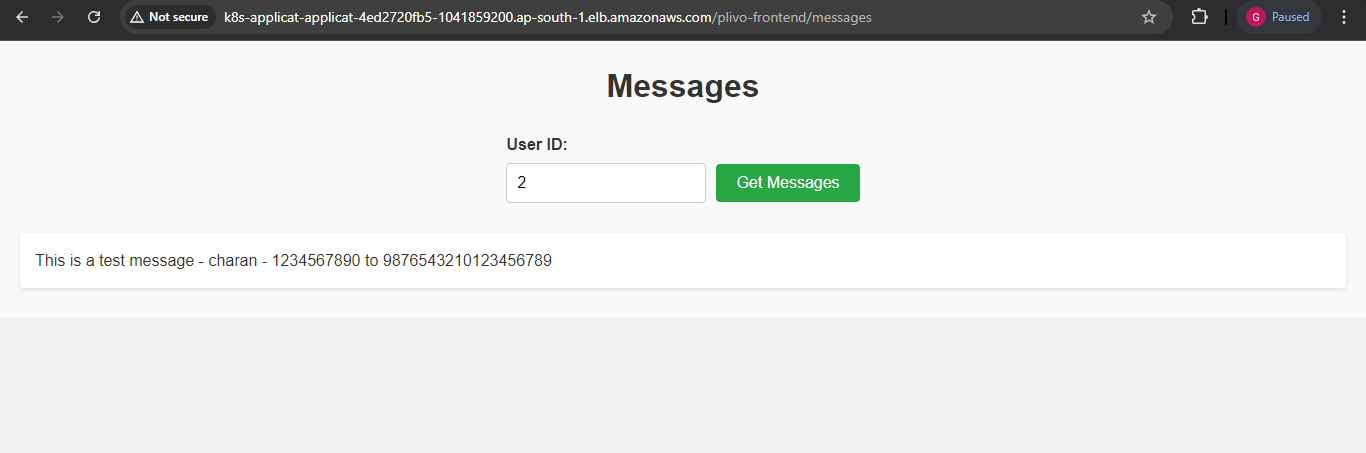 Not secure k8s-applicat-applicat-4ed2720fb5-1041859200.ap-south-1.elb.amazonaws.com/plivo-frontend/messages G Paused
Messages
User ID:
2 Get Messages
This is a test message - charan - 1234567890 to 9876543210123456789